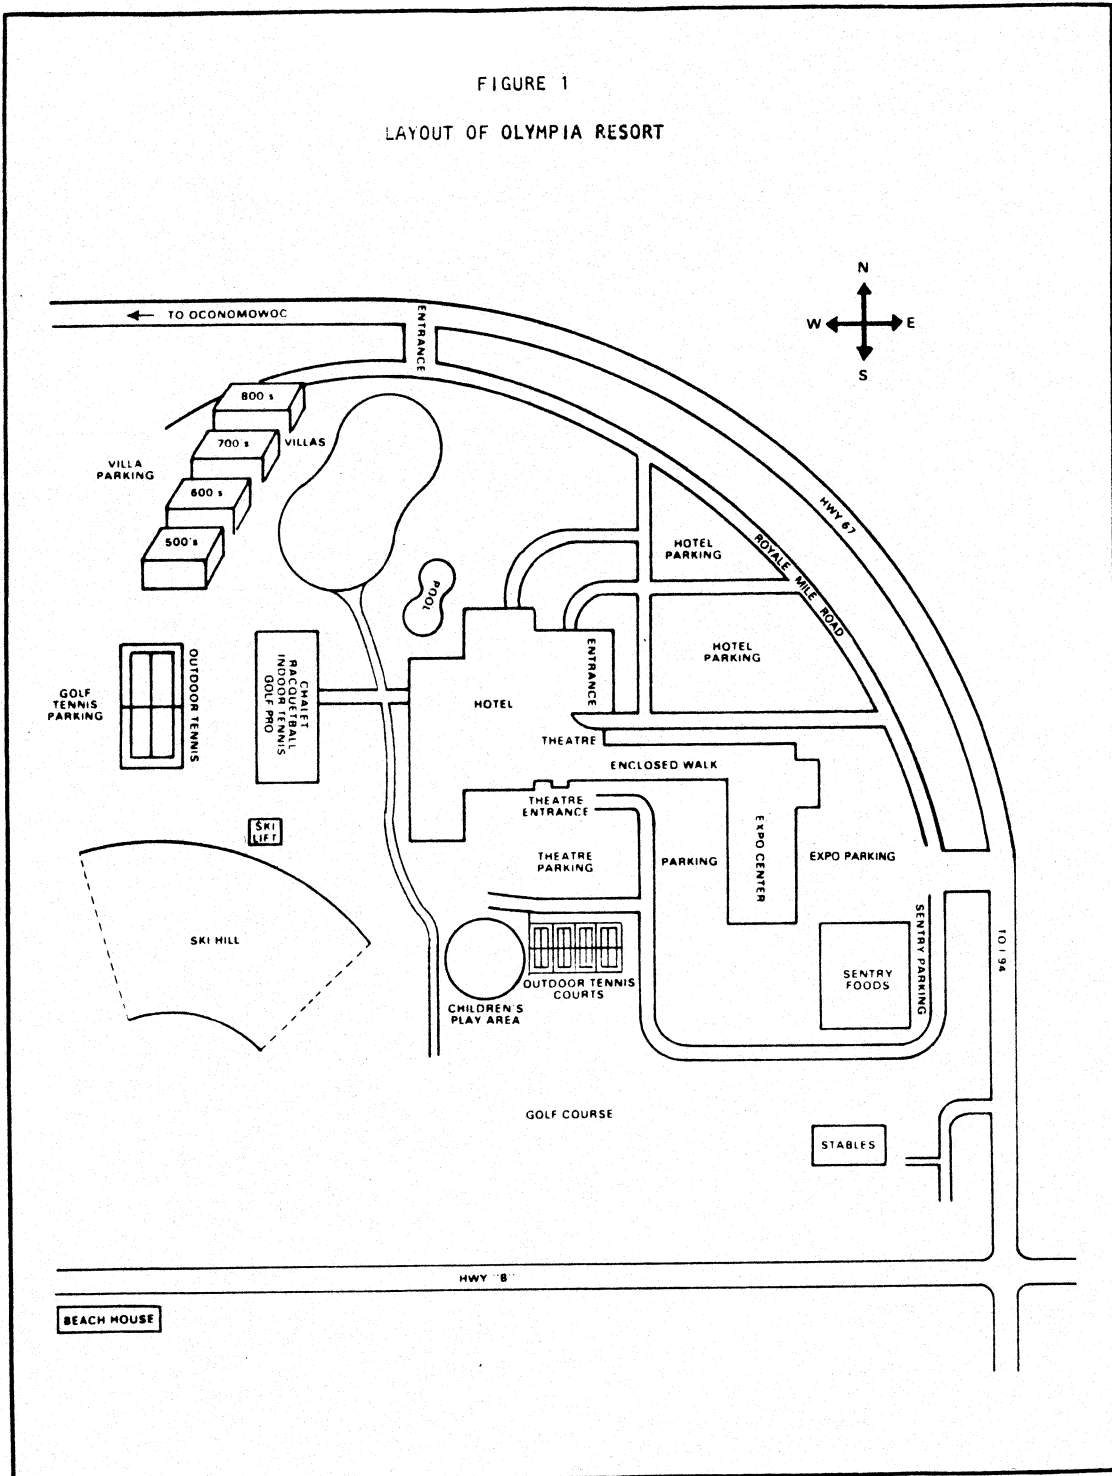 FIGURE 1
LAYOUT OF OLYMPIA RESORT
N
W
E
S
TO OCONOMOWOC
ENTRANCE
800 s
700's
VILLAS
VILLA
PARKING
600 s
500's
HWY 67
HOTEL
PARKING
ROYALE MILE ROAD
POOL
HOTEL
PARKING
ENTRANCE
OUTDOOR TENNIS
CHALET
RACQUETBALL
INDOOR TENNIS
GOLF PRO
GOLF
TENNIS
PARKING
HOTEL
THEATRE
ENCLOSED WALK
THEATRE
ENTRANCE
SKI
LIFT
THEATRE
PARKING
PARKING
EXPO CENTER
EXPO PARKING
SKI HILL
SENTRY PARKING
TO I 94
SENTRY
FOODS
OUTDOOR TENNIS
COURTS
CHILDREN'S
PLAY AREA
GOLF COURSE
STABLES
HWY "B"
BEACH HOUSE